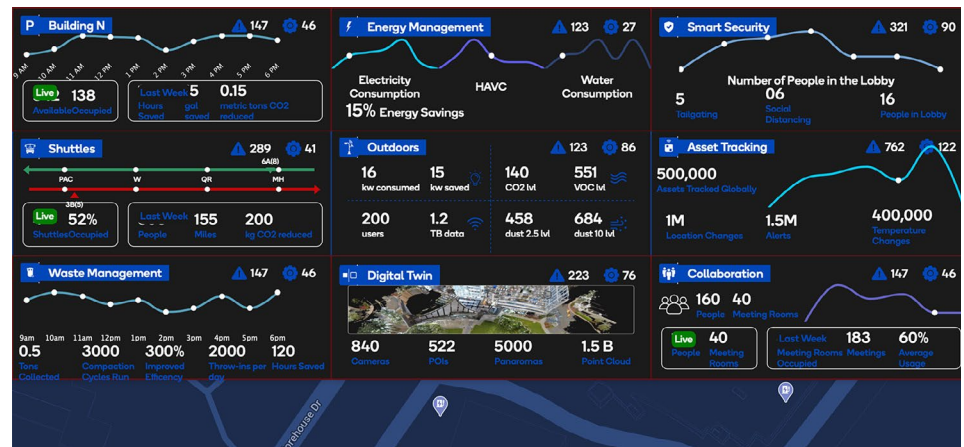 Building N
147
46
9 AM
10 AM
11 AM
12 PM
1 PM
2 PM
3 PM
4 PM
5 PM
6 PM
Live
138
Available
Occupied
Last Week
5
0.15
Hours Saved
gal saved
metric tons CO2 reduced
Energy Management
123
27
Electricity Consumption
HAVC
Water Consumption
15% Energy Savings
Smart Security
321
90
Number of People in the Lobby
5
06
16
Tailgating
Social Distancing
People in Lobby
Shuttles
289
41
6A(8)
PAC
W
QR
MH
3B(5)
Live
52%
Shuttles
Occupied
Last Week
155
200
People
Miles
kg CO2 reduced
Outdoors
123
86
16
15
140
551
kw consumed
kw saved
CO2 lvl
VOC lvl
200
1.2
458
684
users
TB data
dust 2.5 lvl
dust 10 lvl
Asset Tracking
762
122
500,000
Assets Tracked Globally
1M
1.5M
400,000
Location Changes
Alerts
Temperature Changes
Waste Management
147
46
9am
10am
11am
12pm
1pm
2pm
3pm
4pm
5pm
6pm
0.5
3000
300%
2000
120
Tons Collected
Compaction Cycles Run
Improved Efficency
Throw-ins per day
Hours Saved
Digital Twin
223
76
840
522
5000
1.5 B
Cameras
POIs
Panaromas
Point Cloud
Collaboration
147
46
160
40
People
Meeting Rooms
Live
40
People
Meeting Rooms
Last Week
183
60%
Meeting Rooms Occupied
Meetings
Average Usage
orehouse Dr